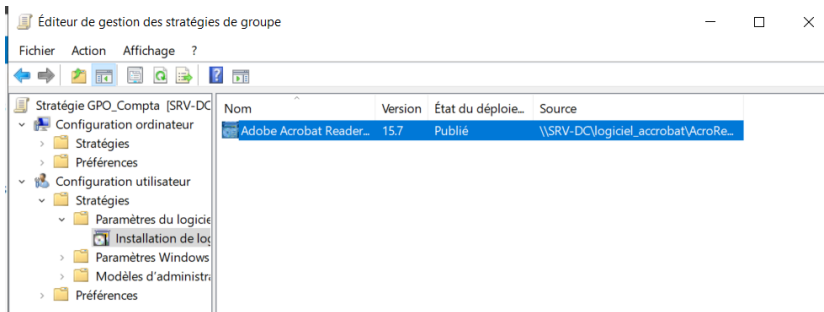 Éditeur de gestion des stratégies de groupe
Fichier Action Affichage ?
Stratégie GPO_Compta [SRV-DC
Configuration ordinateur
Stratégies
Préférences
Configuration utilisateur
Stratégies
Paramètres du logicie
Installation de log
Paramètres Windows
Modèles d'administra
Préférences
Nom Version État du déploie... Source
Adobe Acrobat Reader... 15.7 Publié \\SRV-DC\logiciel_accrobat\AcroRe...